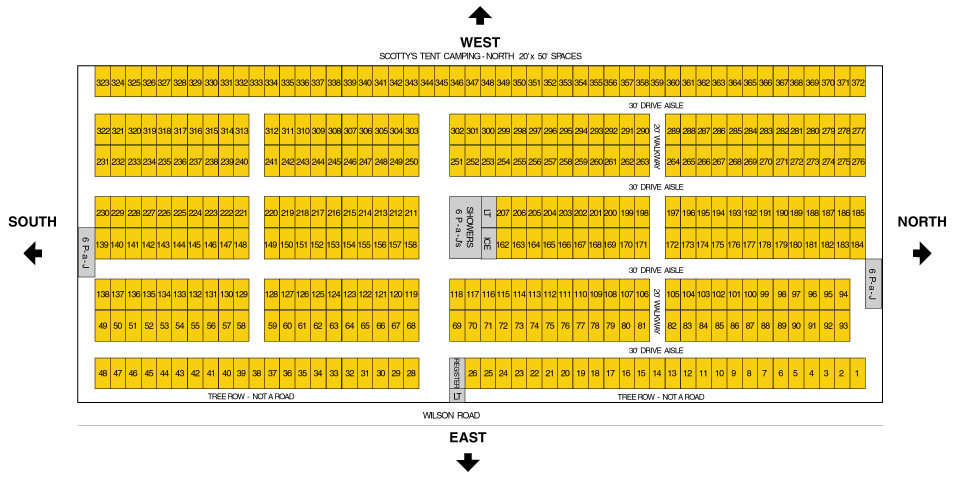 WEST
SCOTTY'S TENT CAMPING - NORTH 20' x 50' SPACES
323 324 325 326 327 328 329 330 331 332 333 334 335 336 337 338 339 340 341 342 343 344 345 346 347 348 349 350 351 352 353 354 355 356 357 358 359 360 361 362 363 364 365 366 367 368 369 370 371 372
30' DRIVE AISLE
322 321 320 319 318 317 316 315 314 313 312 311 310 309 308 307 306 305 304 303 302 301 300 299 298 297 296 295 294 293 292 291 290 289 288 287 286 285 284 283 282 281 280 279 278 277
20' WALKWAY
231 232 233 234 235 236 237 238 239 240 241 242 243 244 245 246 247 248 249 250 251 252 253 254 255 256 257 258 259 260 261 262 263 264 265 266 267 268 269 270 271 272 273 274 275 276
30' DRIVE AISLE
230 229 228 227 226 225 224 223 222 221 220 219 218 217 216 215 214 213 212 211 LT 207 206 205 204 203 202 201 200 199 198 197 196 195 194 193 192 191 190 189 188 187 186 185
SHOWERS
6 P-a-Js
SOUTH
NORTH
139 140 141 142 143 144 145 146 147 148 149 150 151 152 153 154 155 156 157 158 ICE 162 163 164 165 166 167 168 169 170 171 172 173 174 175 176 177 178 179 180 181 182 183 184
6 P-a-J
6 P-a-J
30' DRIVE AISLE
138 137 136 135 134 133 132 131 130 129 128 127 126 125 124 123 122 121 120 119 118 117 116 115 114 113 112 111 110 109 108 107 106 105 104 103 102 101 100 99 98 97 96 95 94
20' WALKWAY
49 50 51 52 53 54 55 56 57 58 59 60 61 62 63 64 65 66 67 68 69 70 71 72 73 74 75 76 77 78 79 80 81 82 83 84 85 86 87 88 89 90 91 92 93
30' DRIVE AISLE
48 47 46 45 44 43 42 41 40 39 38 37 36 35 34 33 32 31 30 29 28 REGISTER 26 25 24 23 22 21 20 19 18 17 16 15 14 13 12 11 10 9 8 7 6 5 4 3 2 1
LT
TREE ROW - NOT A ROAD
TREE ROW - NOT A ROAD
WILSON ROAD
EAST